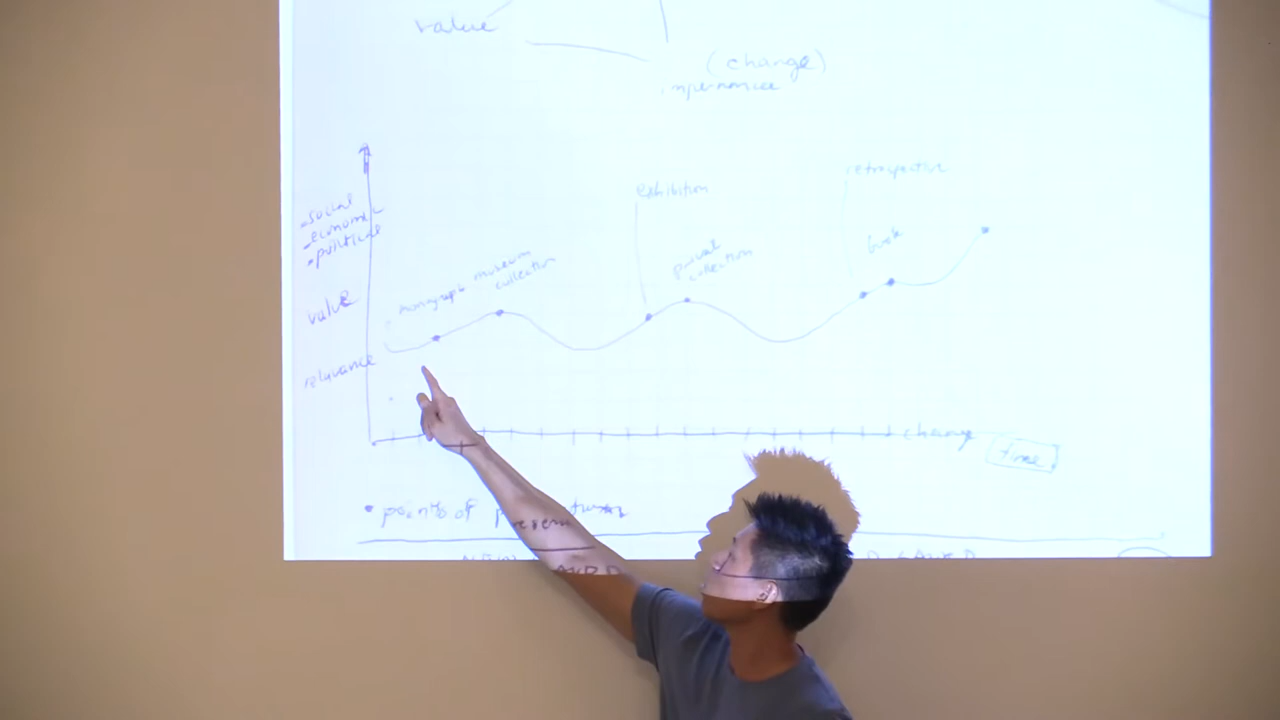 value
(change)
impermanence
retrospective
exhibition
• social
• economic
• political
book
private
collection
monograph
museum
collection
value
relevance
change
time
• points of